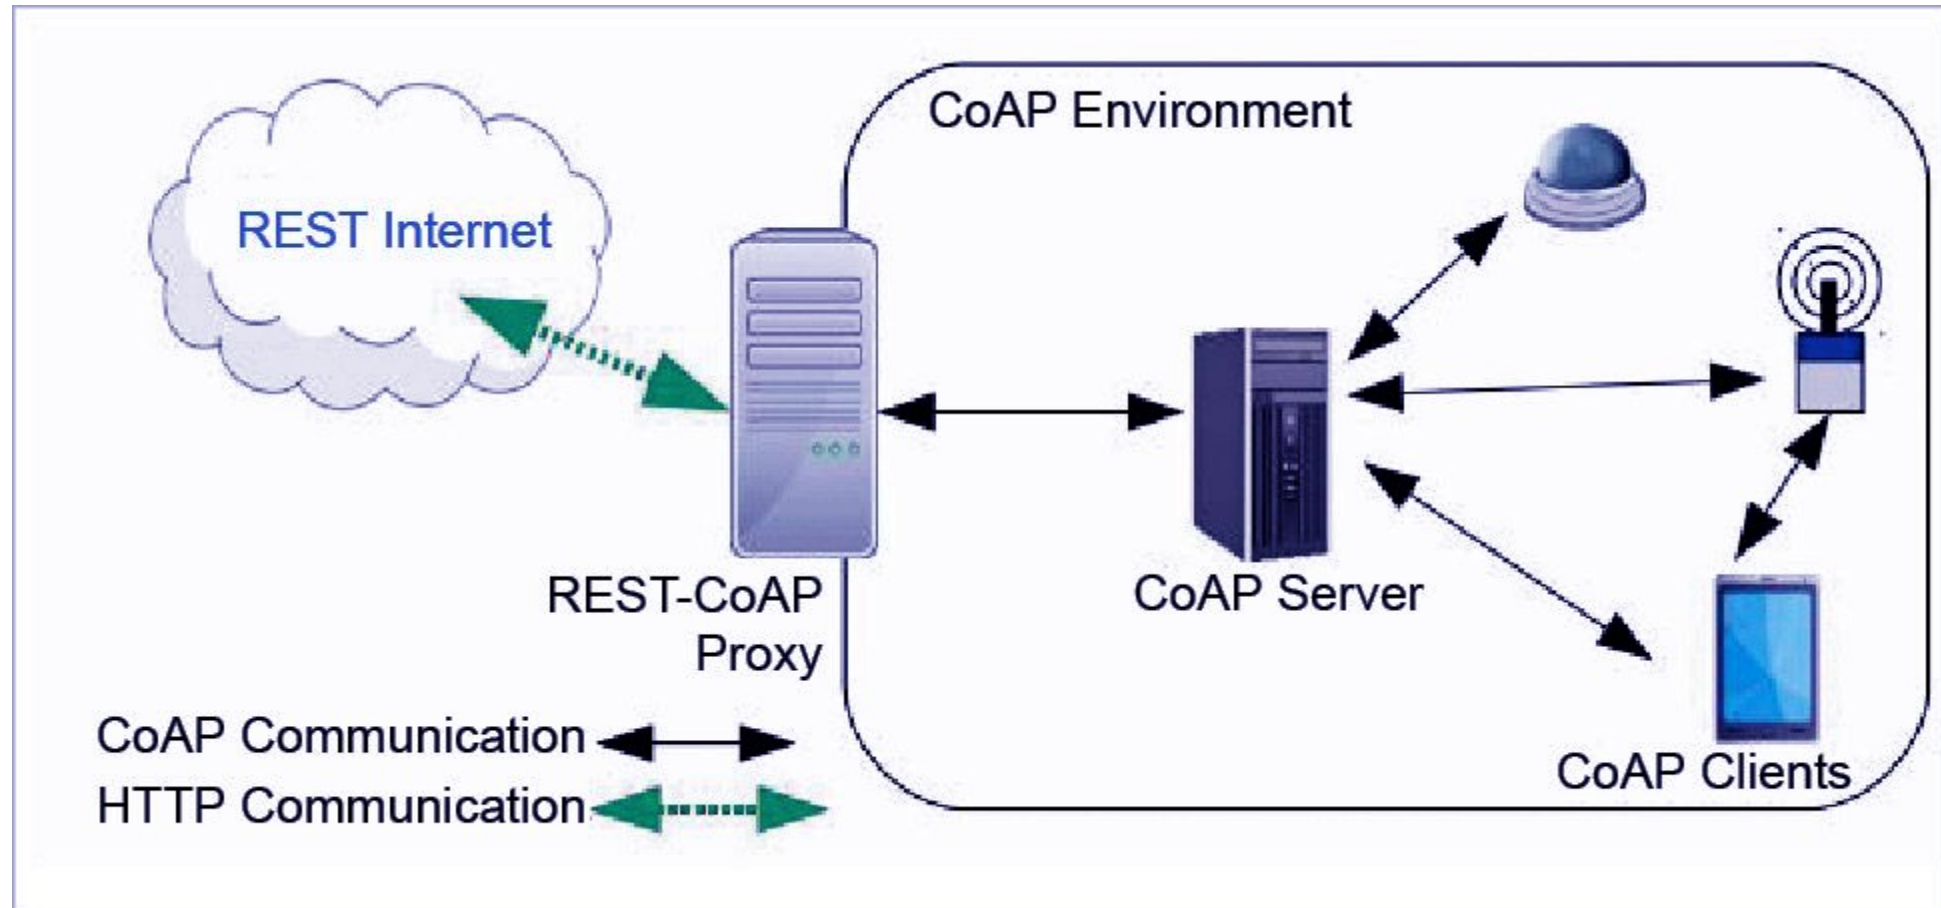 CoAP Environment
REST Internet
REST-CoAP
Proxy
CoAP Server
CoAP Clients
CoAP Communication
HTTP Communication